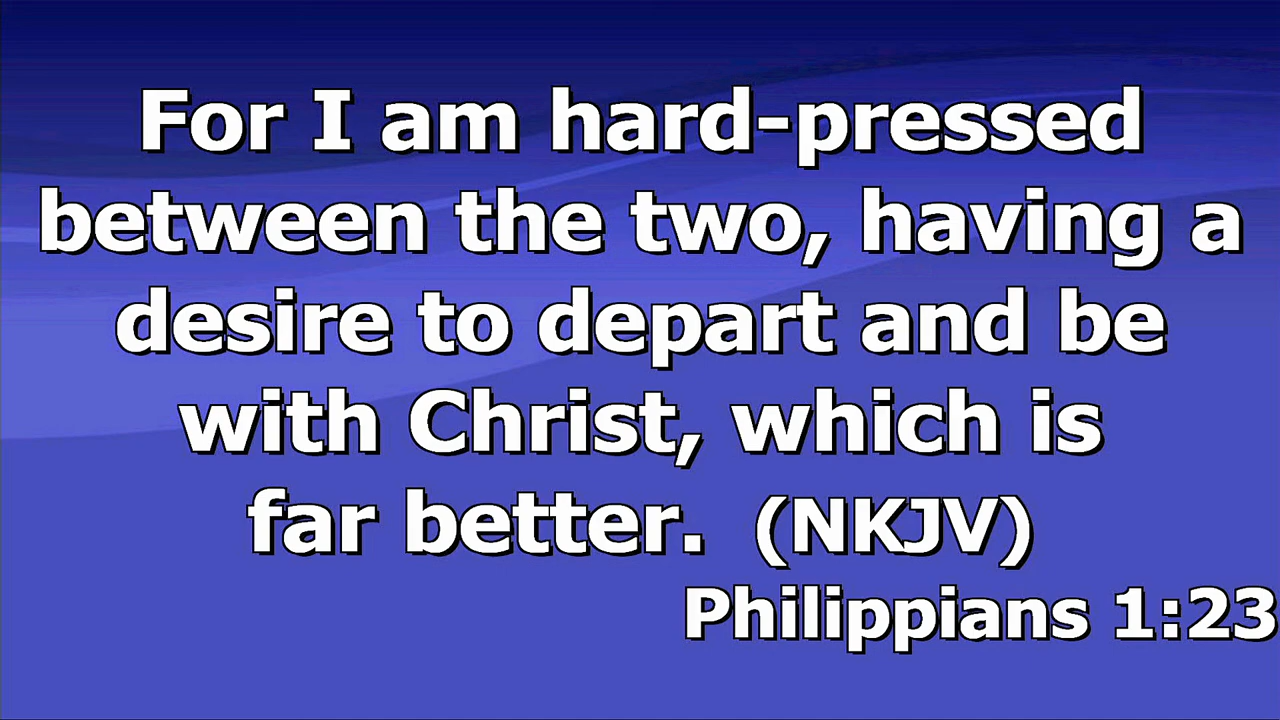 For I am hard-pressed
between the two, having a
desire to depart and be
with Christ, which is
far better. (NKJV)
Philippians 1:23